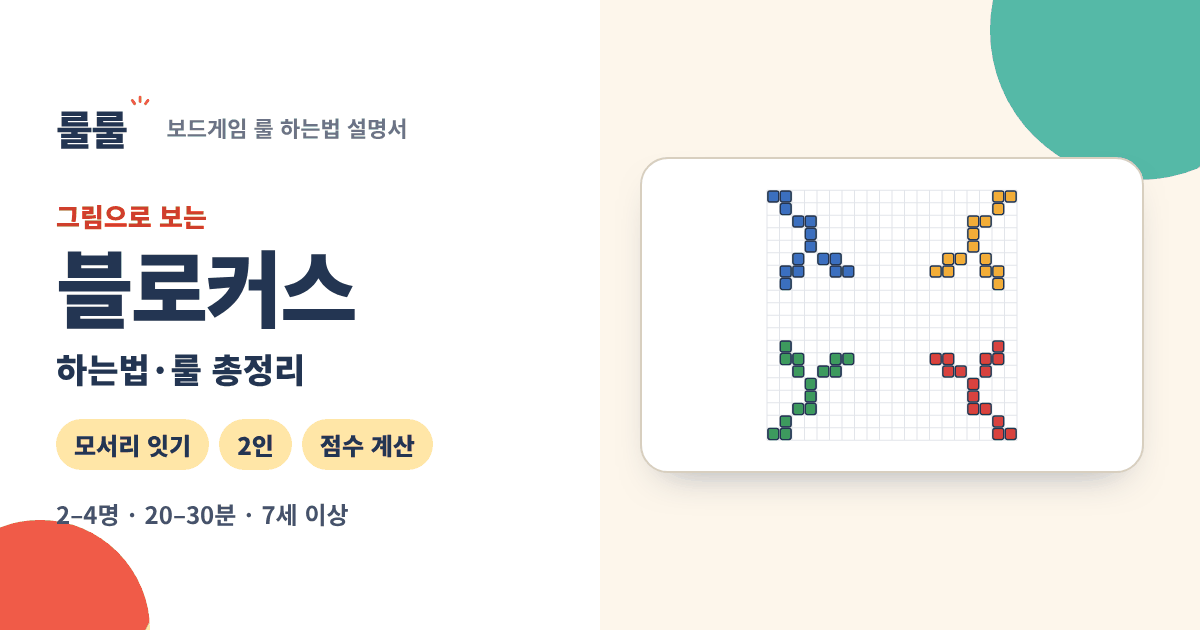 룰룰
보드게임 룰 하는법 설명서
그림으로 보는
블로커스
하는법·룰 총정리
모서리 잇기
2인
점수 계산
2–4명 · 20–30분 · 7세 이상